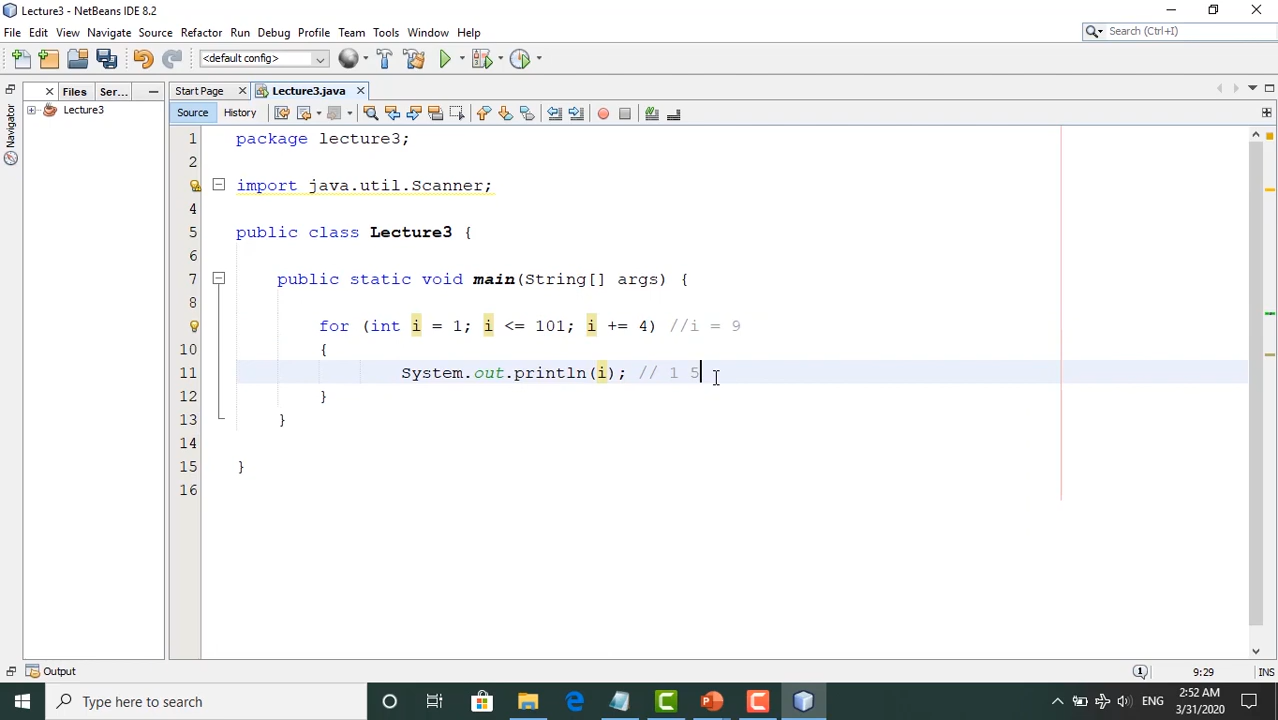 Lecture3 - NetBeans IDE 8.2
File Edit View Navigate Source Refactor Run Debug Profile Team Tools Window Help
Search (Ctrl+I)
<default config>
Files Ser... Start Page Lecture3.java
Navigator
Lecture3
Source History
1 package lecture3;
2
import java.util.Scanner;
4
5 public class Lecture3 {
6
7 public static void main(String[] args) {
8
for (int i = 1; i <= 101; i += 4) //i = 9
10 {
11 System.out.println(i); // 1 5
12 }
13 }
14
15 }
16
Output 1 9:29 INS
Type here to search
ENG
2:52 AM
3/31/2020